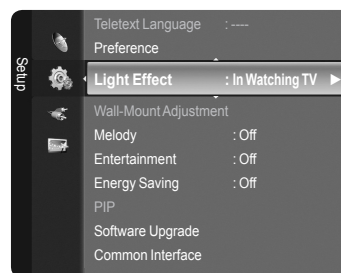 Setup
Teletext Language : ----
Preference
Light Effect : In Watching TV
Wall-Mount Adjustment
Melody : Off
Entertainment : Off
Energy Saving : Off
PIP
Software Upgrade
Common Interface